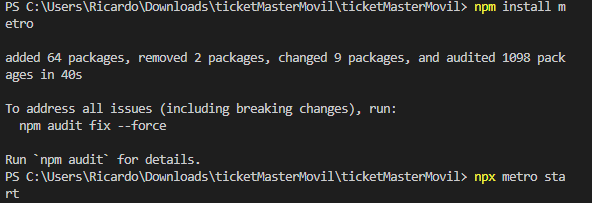 PS C:\Users\Ricardo\Downloads\ticketMasterMovil\ticketMasterMovil> npm install m
etro
added 64 packages, removed 2 packages, changed 9 packages, and audited 1098 pack
ages in 40s
To address all issues (including breaking changes), run:
  npm audit fix --force
Run `npm audit` for details.
PS C:\Users\Ricardo\Downloads\ticketMasterMovil\ticketMasterMovil> npx metro sta
rt